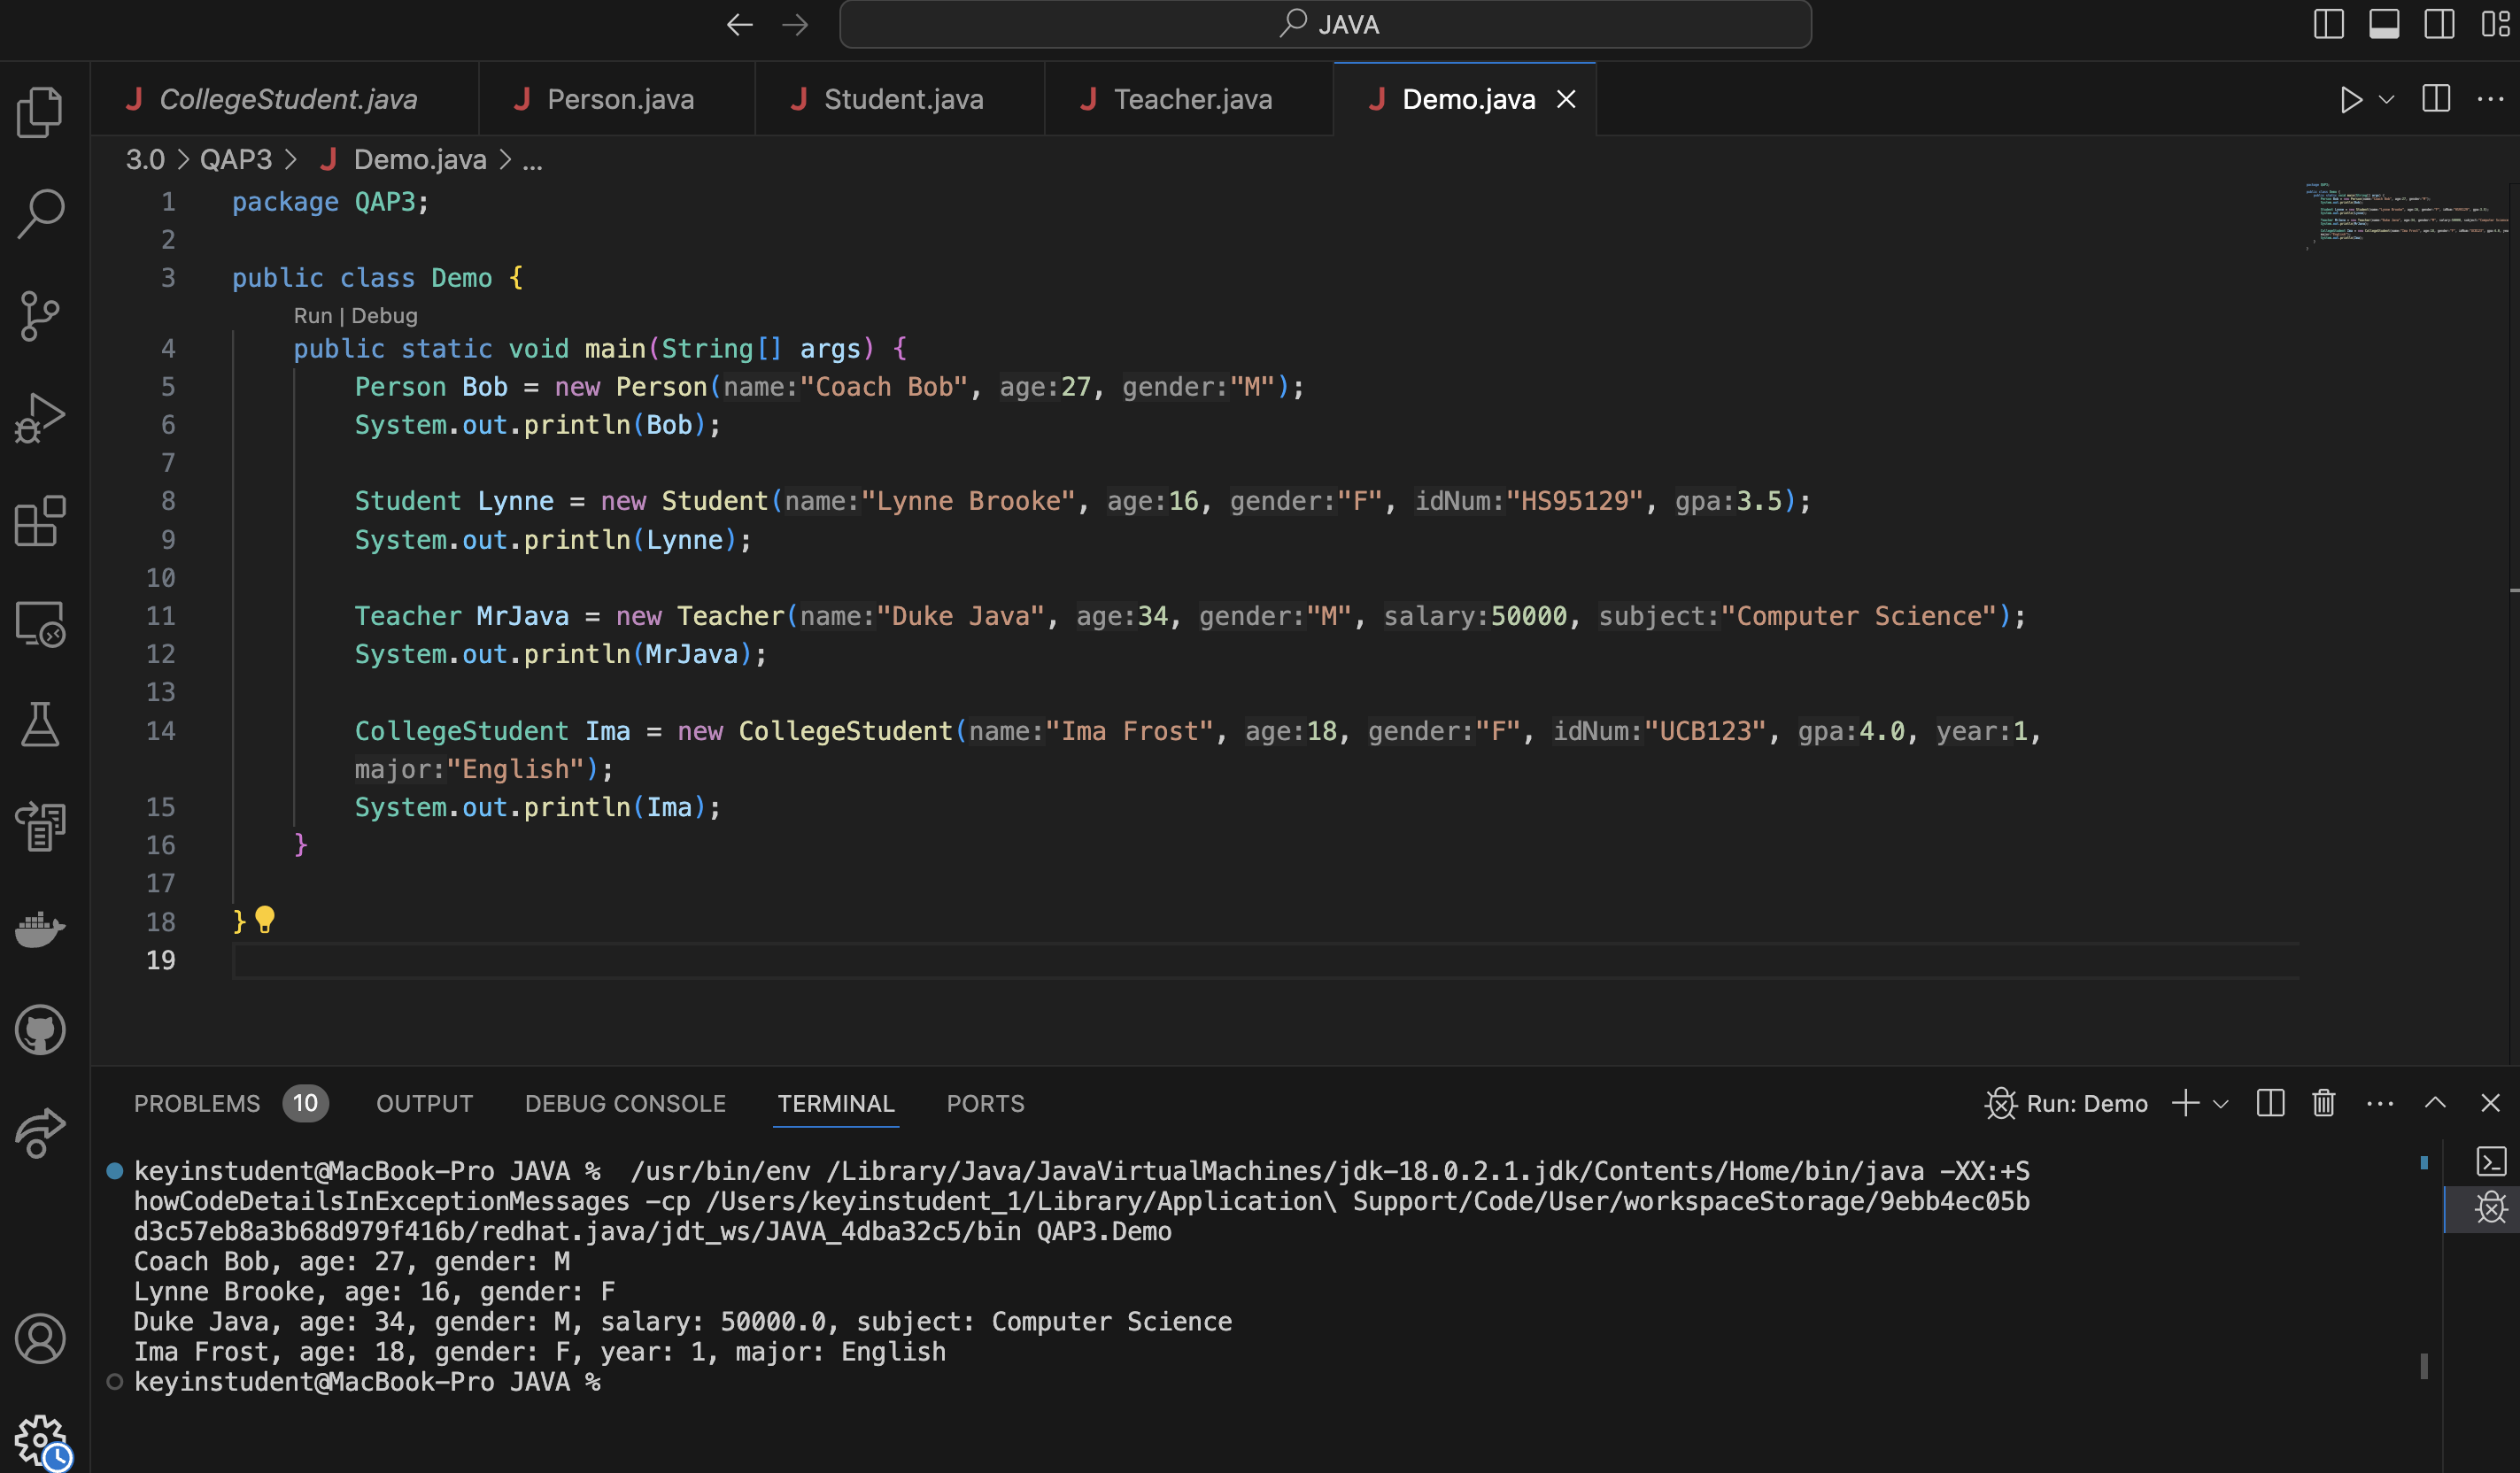 JAVA
CollegeStudent.java
Person.java
Student.java
Teacher.java
Demo.java
3.0 > QAP3 > J Demo.java > ...
1 package QAP3;
2
3 public class Demo {
Run | Debug
4 public static void main(String[] args) {
5 Person Bob = new Person(name:"Coach Bob", age:27, gender:"M");
6 System.out.println(Bob);
7
8 Student Lynne = new Student(name:"Lynne Brooke", age:16, gender:"F", idNum:"HS95129", gpa:3.5);
9 System.out.println(Lynne);
10
11 Teacher MrJava = new Teacher(name:"Duke Java", age:34, gender:"M", salary:50000, subject:"Computer Science");
12 System.out.println(MrJava);
13
14 CollegeStudent Ima = new CollegeStudent(name:"Ima Frost", age:18, gender:"F", idNum:"UCB123", gpa:4.0, year:1,
major:"English");
15 System.out.println(Ima);
16 }
17
18 }
19
PROBLEMS 10 OUTPUT DEBUG CONSOLE TERMINAL PORTS Run: Demo
keyinstudent@MacBook-Pro JAVA %  /usr/bin/env /Library/Java/JavaVirtualMachines/jdk-18.0.2.1.jdk/Contents/Home/bin/java -XX:+S
howCodeDetailsInExceptionMessages -cp /Users/keyinstudent_1/Library/Application\ Support/Code/User/workspaceStorage/9ebb4ec05b
d3c57eb8a3b68d979f416b/redhat.java/jdt_ws/JAVA_4dba32c5/bin QAP3.Demo
Coach Bob, age: 27, gender: M
Lynne Brooke, age: 16, gender: F
Duke Java, age: 34, gender: M, salary: 50000.0, subject: Computer Science
Ima Frost, age: 18, gender: F, year: 1, major: English
keyinstudent@MacBook-Pro JAVA %